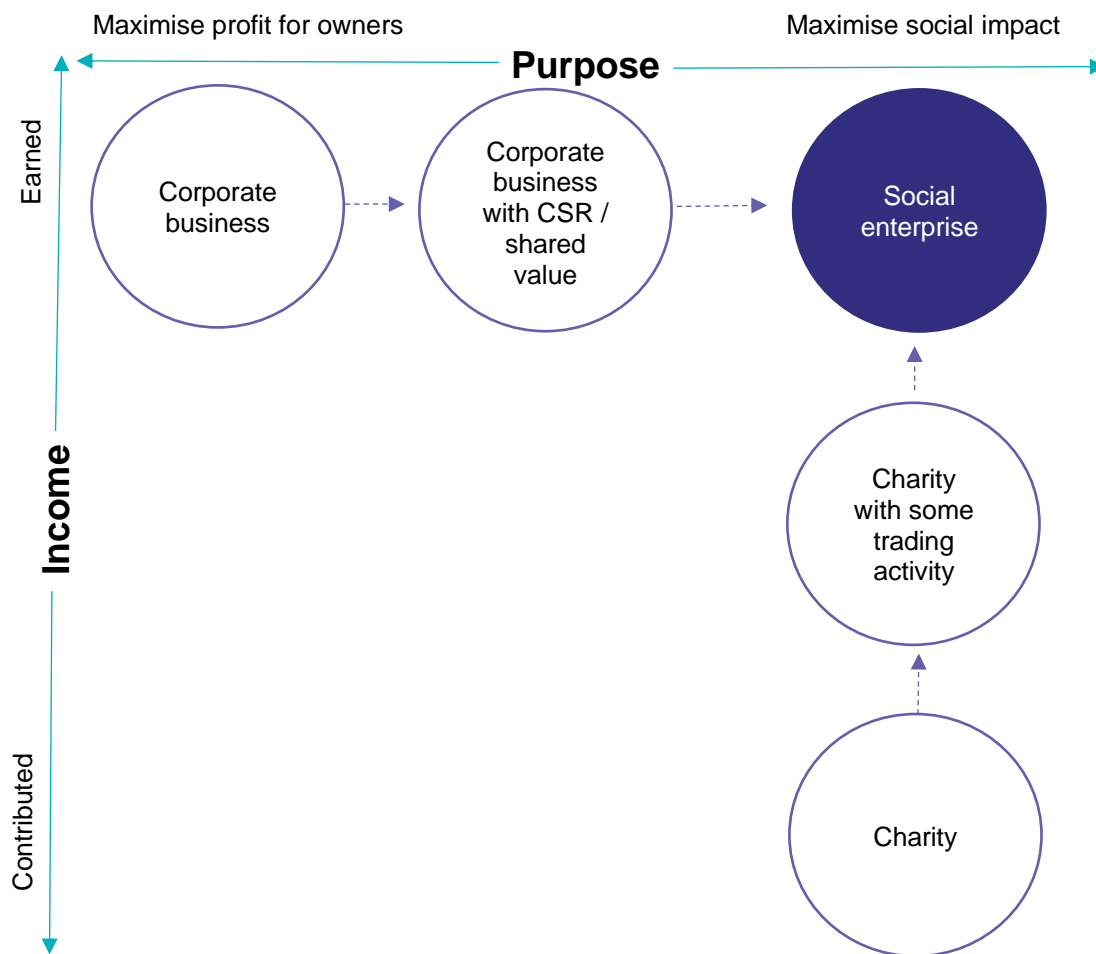 Maximise profit for owners
Maximise social impact
Purpose
Earned
Corporate
business
Corporate
business
with CSR /
shared
value
Social
enterprise
Income
Charity
with some
trading
activity
Contributed
Charity